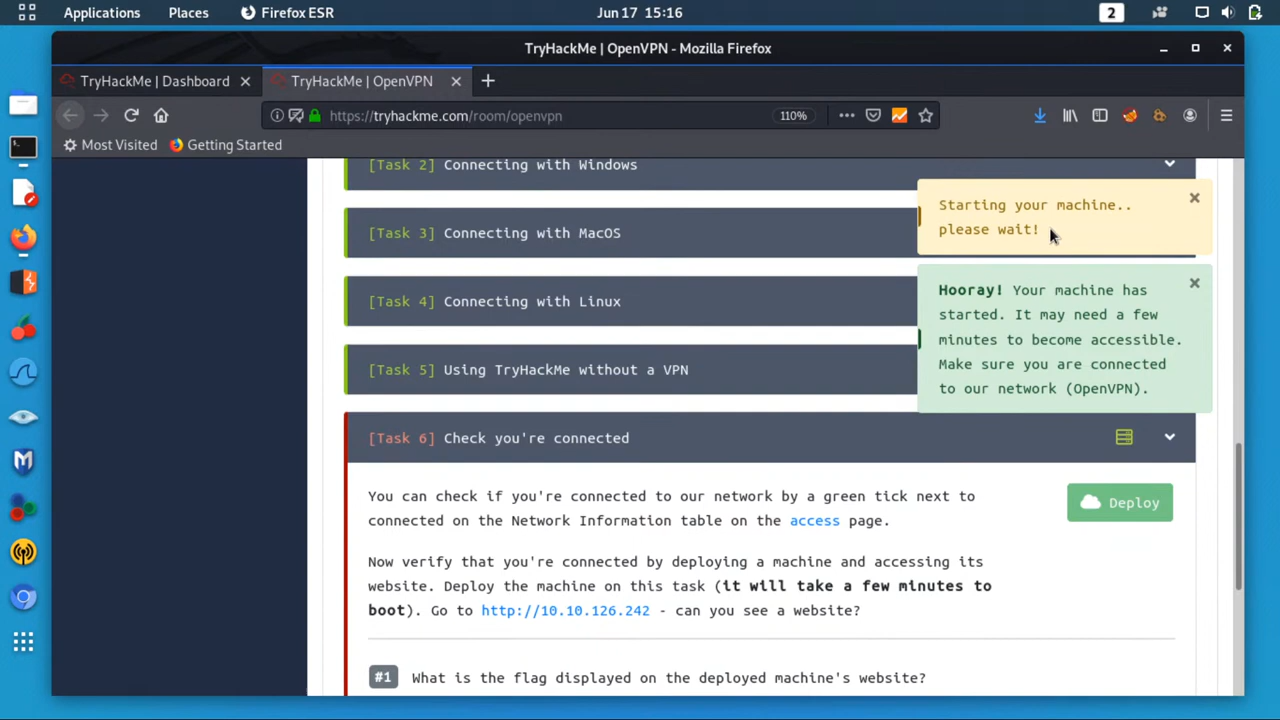 Applications Places Firefox ESR Jun 17 15:16 2
TryHackMe | OpenVPN - Mozilla Firefox
TryHackMe | Dashboard TryHackMe | OpenVPN
https://tryhackme.com/room/openvpn 110%
Most Visited Getting Started
[Task 2] Connecting with Windows
Starting your machine..
please wait!
[Task 3] Connecting with MacOS
Hooray! Your machine has
started. It may need a few
minutes to become accessible.
Make sure you are connected
to our network (OpenVPN).
[Task 4] Connecting with Linux
[Task 5] Using TryHackMe without a VPN
[Task 6] Check you're connected
You can check if you're connected to our network by a green tick next to
connected on the Network Information table on the access page.
Deploy
Now verify that you're connected by deploying a machine and accessing its
website. Deploy the machine on this task (it will take a few minutes to
boot). Go to http://10.10.126.242 - can you see a website?
#1 What is the flag displayed on the deployed machine's website?